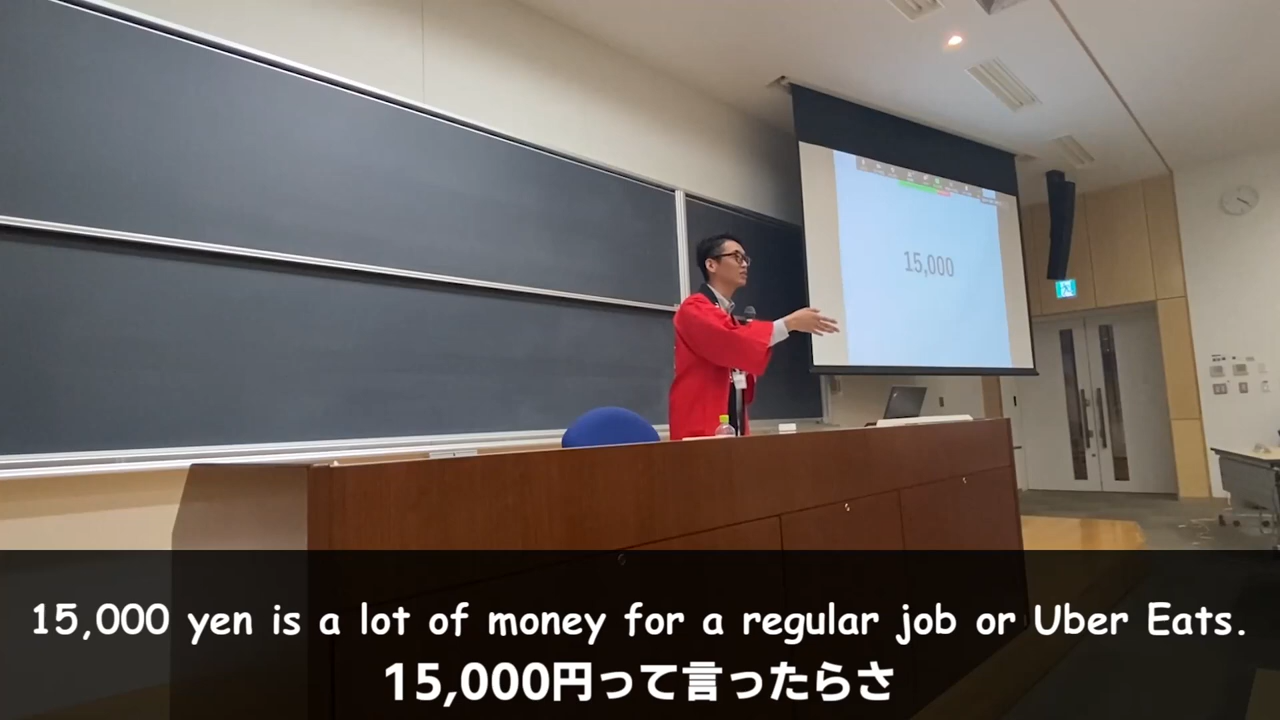 15,000
15,000 yen is a lot of money for a regular job or Uber Eats.
15,000円って言ったらさ